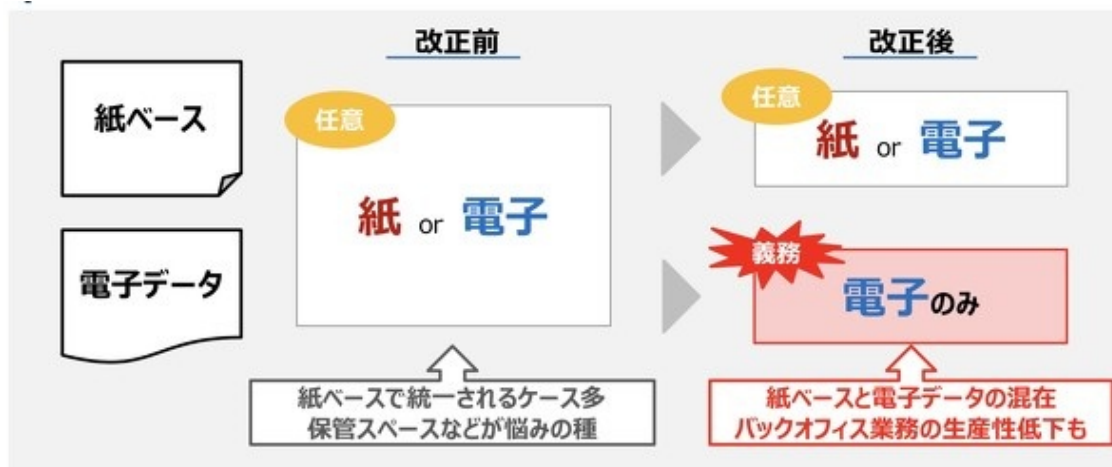 改正前
改正後
紙ベース
任意
紙 or 電子
任意
紙 or 電子
電子データ
義務
電子のみ
紙ベースで統一されるケース多
保管スペースなどが悩みの種
紙ベースと電子データの混在
バックオフィス業務の生産性低下も